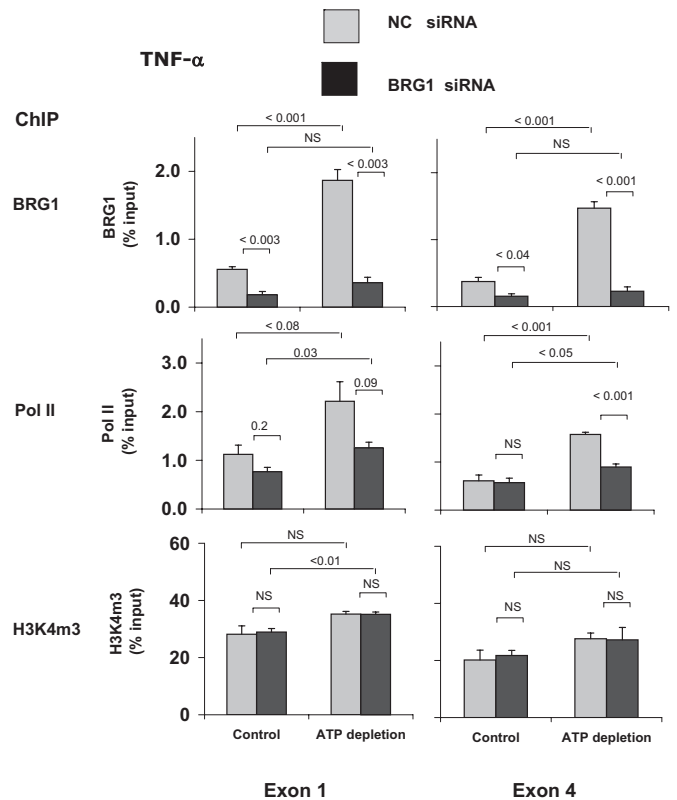 NC siRNA
TNF-α
BRG1 siRNA
ChIP
< 0.001
< 0.001
NS
NS
2.0
< 0.003
< 0.001
BRG1
BRG1
(% input)
1.0
< 0.003
< 0.04
0.0
< 0.08
< 0.001
0.03
< 0.05
3.0
0.09
< 0.001
Pol II
Pol II
(% input)
2.0
0.2
NS
1.0
0.0
NS
NS
60
<0.01
NS
NS
NS
40
NS
NS
H3K4m3
H3K4m3
(% input)
20
0
Control
ATP depletion
Control
ATP depletion
Exon 1
Exon 4